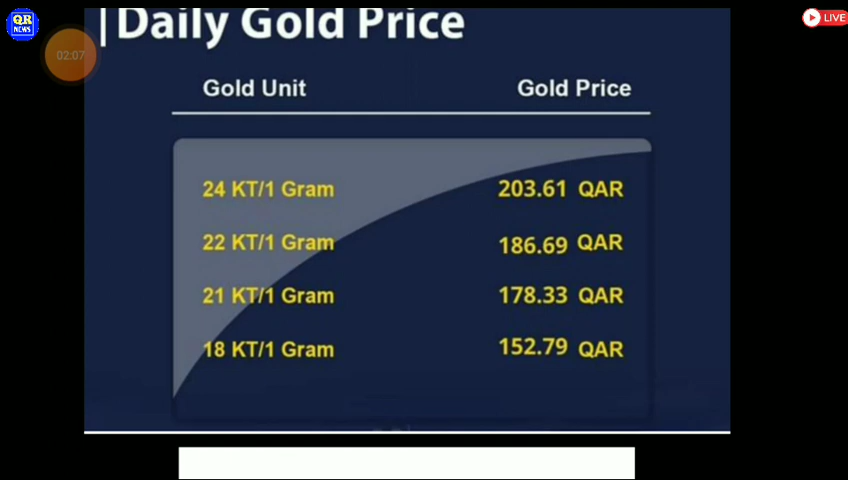 QR
NEWS
02:07
LIVE
|Daily Gold Price
Gold Unit Gold Price
24 KT/1 Gram 203.61 QAR
22 KT/1 Gram 186.69 QAR
21 KT/1 Gram 178.33 QAR
18 KT/1 Gram 152.79 QAR